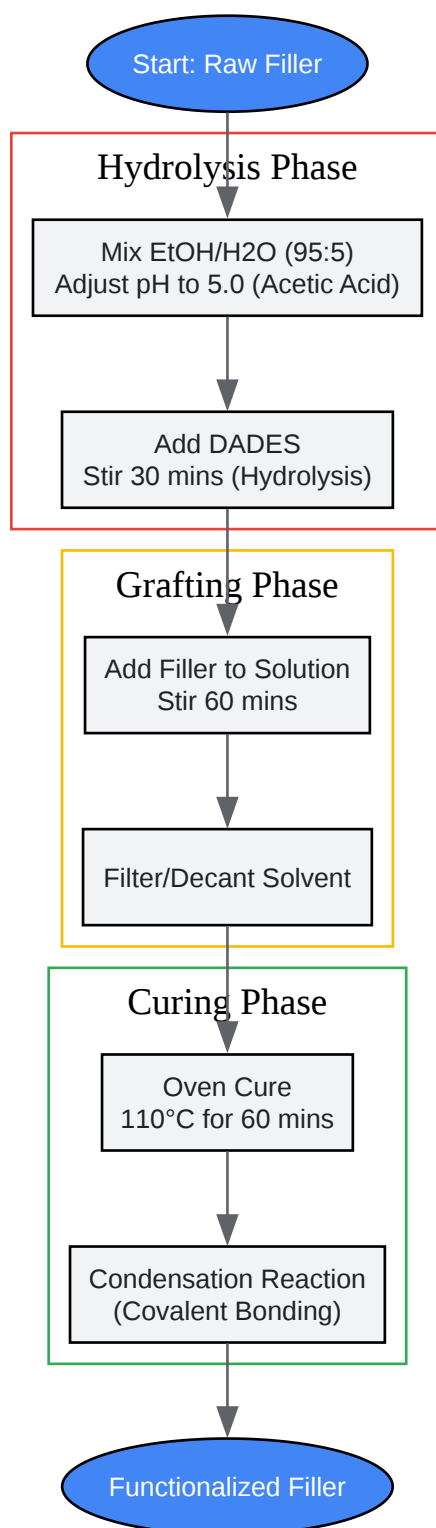 Start: Raw Filler
Hydrolysis Phase
Mix EtOH/H2O (95:5)
Adjust pH to 5.0 (Acetic Acid)
Add DADES
Stir 30 mins (Hydrolysis)
Grafting Phase
Add Filler to Solution
Stir 60 mins
Filter/Decant Solvent
Curing Phase
Oven Cure
110°C for 60 mins
Condensation Reaction
(Covalent Bonding)
Functionalized Filler